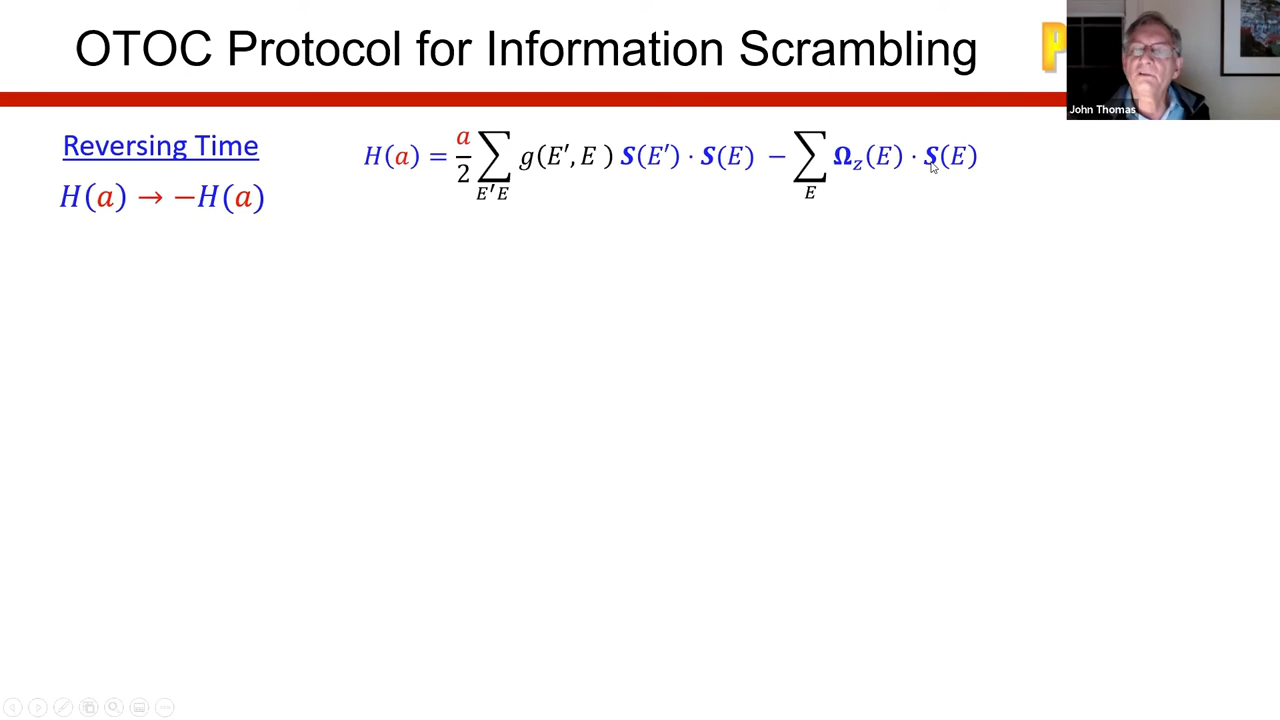 OTOC Protocol for Information Scrambling
P
John Thomas
Reversing Time
H(a) = a/2 ∑_{E′E} g(E′, E) S(E′) · S(E) − ∑_E Ω_z(E) · S(E)
H(a) → −H(a)